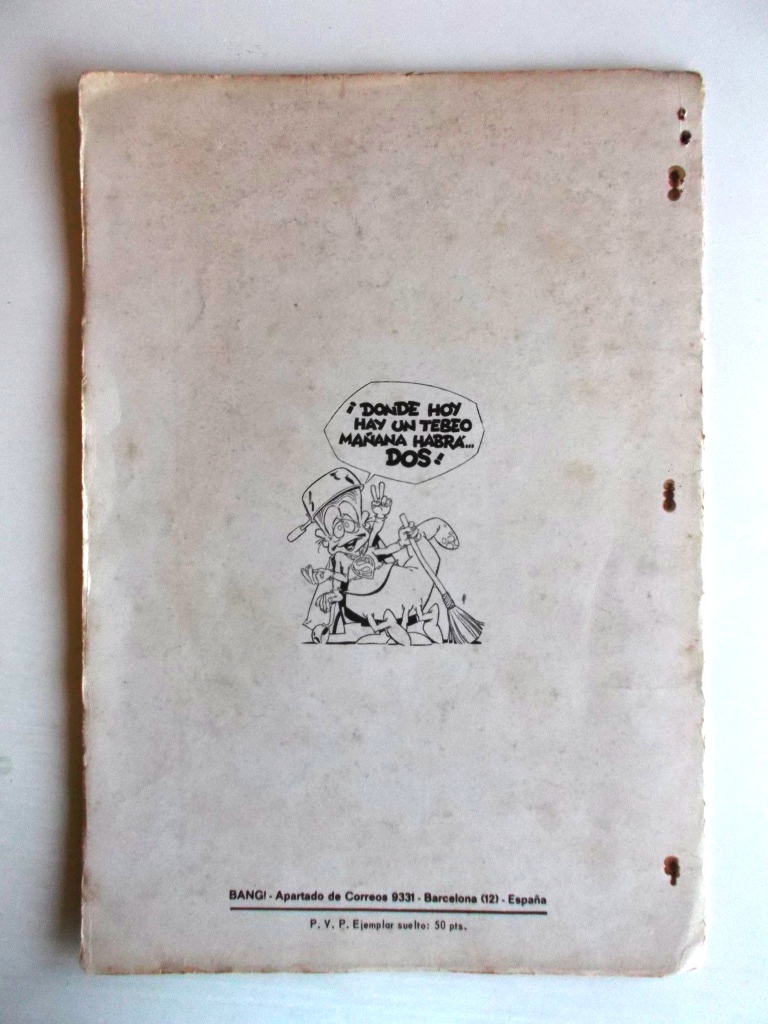 ¡DONDE HOY
HAY UN TEBEO
MAÑANA HABRÁ...
DOS!
BANG! - Apartado de Correos 9331 - Barcelona (12) - España
P. V. P. Ejemplar suelto: 50 pts.